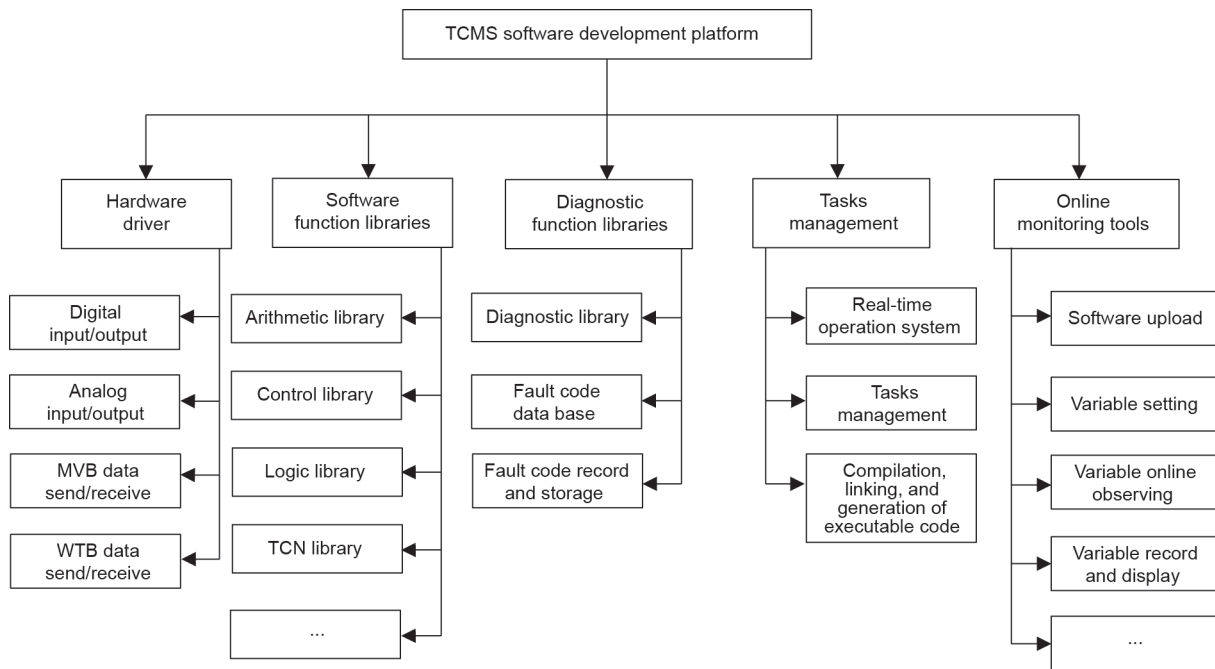 TCMS software development platform
Hardware
driver
Software
function libraries
Diagnostic
function libraries
Tasks
management
Online
monitoring tools
Digital
input/output
Analog
input/output
MVB data
send/receive
WTB data
send/receive
Arithmetic library
Control library
Logic library
TCN library
...
Diagnostic library
Fault code
data base
Fault code record
and storage
Real-time
operation system
Tasks
management
Compilation,
linking, and
generation of
executable code
Software upload
Variable setting
Variable online
observing
Variable record
and display
...